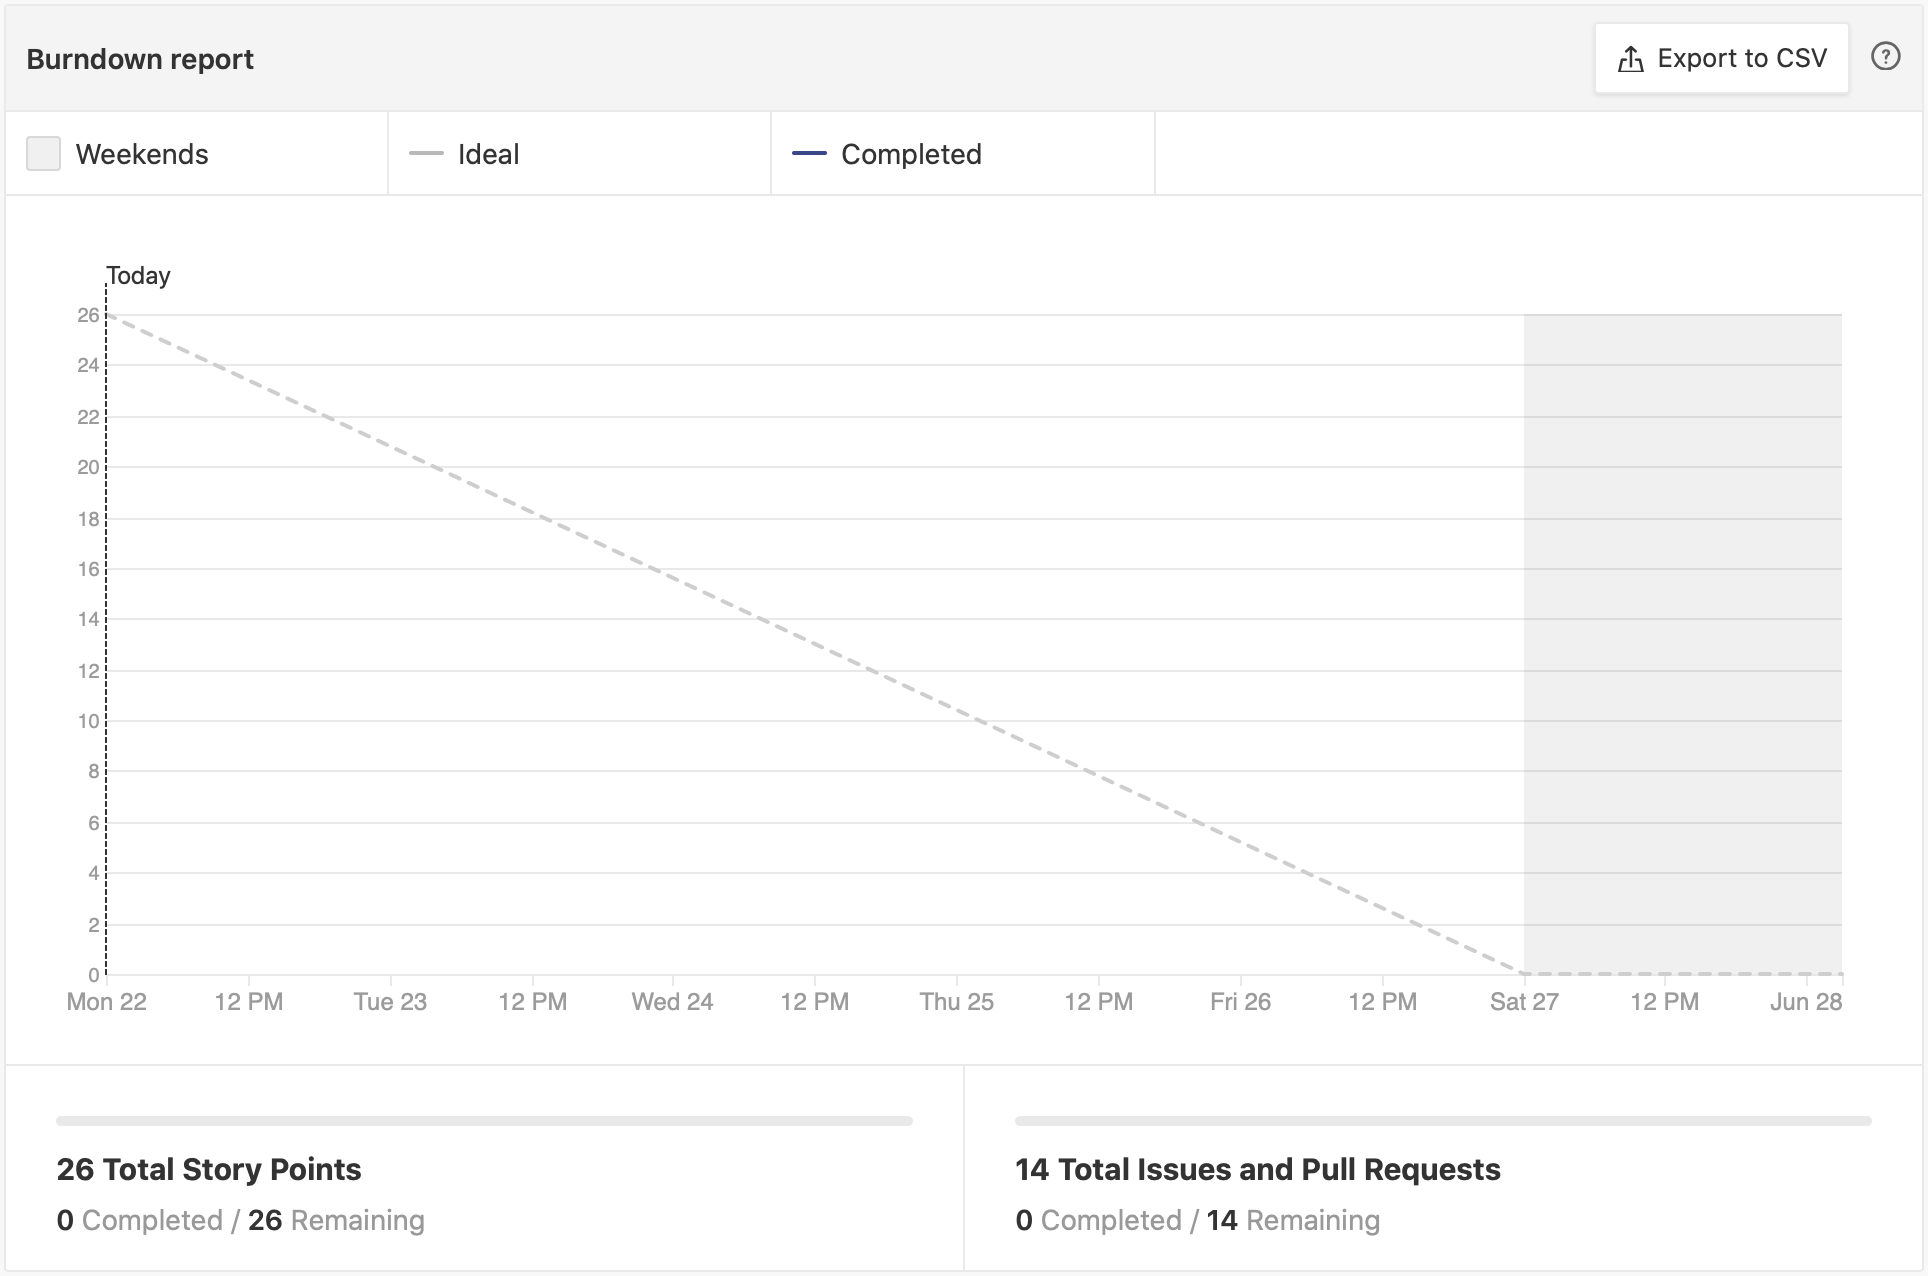 Burndown report
Export to CSV
?
Weekends
Ideal
Completed
Today
26
24
22
20
18
16
14
12
10
8
6
4
2
0
Mon 22 12 PM Tue 23 12 PM Wed 24 12 PM Thu 25 12 PM Fri 26 12 PM Sat 27 12 PM Jun 28
26 Total Story Points
0 Completed / 26 Remaining
14 Total Issues and Pull Requests
0 Completed / 14 Remaining